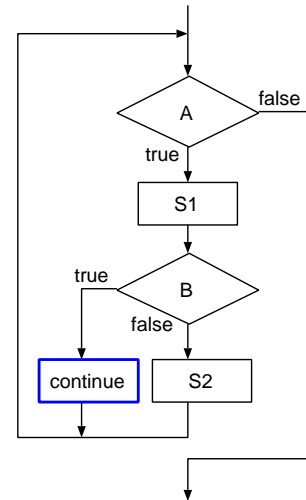 A
false
true
S1
true
B
false
continue
S2